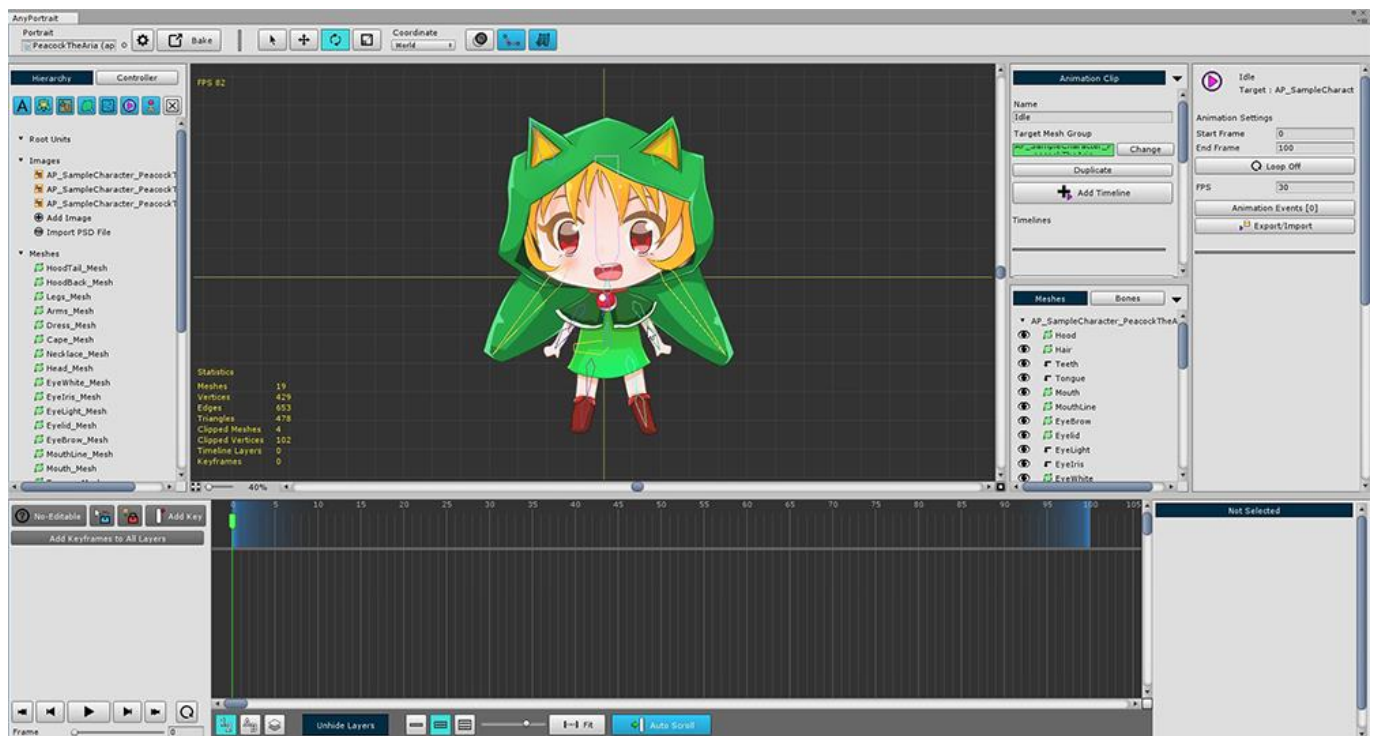 AnyPortrait
Portrait
PeacockTheAria (ap
Bake
Coordinate
World
Hierarchy
Controller
Root Units
Images
AP_SampleCharacter_PeacockT
AP_SampleCharacter_PeacockT
AP_SampleCharacter_PeacockT
Add Image
Import PSD File
Meshes
HoodTail_Mesh
HoodBack_Mesh
Legs_Mesh
Arms_Mesh
Dress_Mesh
Cape_Mesh
Necklace_Mesh
Head_Mesh
EyeWhite_Mesh
EyeIris_Mesh
EyeLight_Mesh
Eyelid_Mesh
EyeBrow_Mesh
MouthLine_Mesh
Mouth_Mesh
FPS 82
Statistics
Meshes 19
Vertices 429
Edges 653
Triangles 478
Clipped Meshes 4
Clipped Vertices 102
Timeline Layers 0
Keyframes 0
40%
Animation Clip
Name
Idle
Target Mesh Group
Change
Duplicate
Add Timeline
Timelines
Meshes
Bones
AP_SampleCharacter_PeacockTheA
Hood
Hair
Teeth
Tongue
Mouth
MouthLine
EyeBrow
Eyelid
EyeLight
EyeIris
EyeWhite
Idle
Target : AP_SampleCharact
Animation Settings
Start Frame 0
End Frame 100
Loop Off
FPS 30
Animation Events [0]
Export/Import
No-Editable
Add Key
Add Keyframes to All Layers
0 5 10 15 20 25 30 35 40 45 50 55 60 65 70 75 80 85 90 95 100 105
Not Selected
Frame 0
Unhide Layers
Fit
Auto Scroll